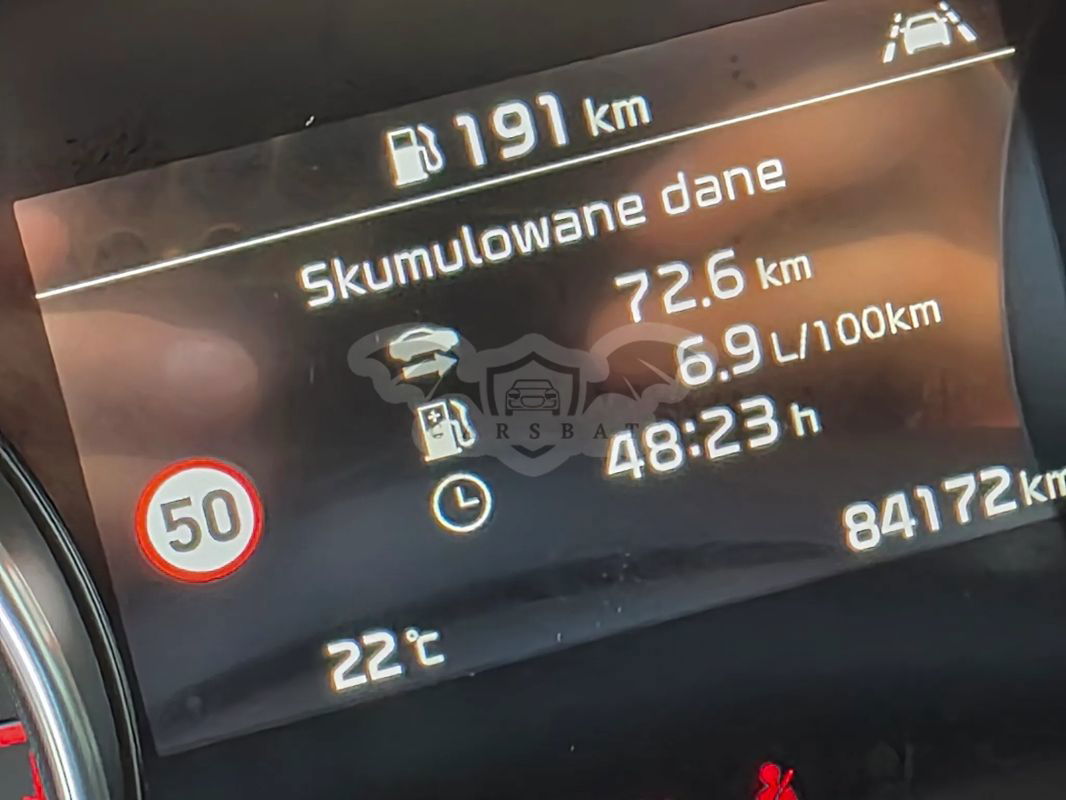 191 km
Skumulowane dane
72.6 km
6.9 L/100km
48:23 h
50
84172 km
22 °C